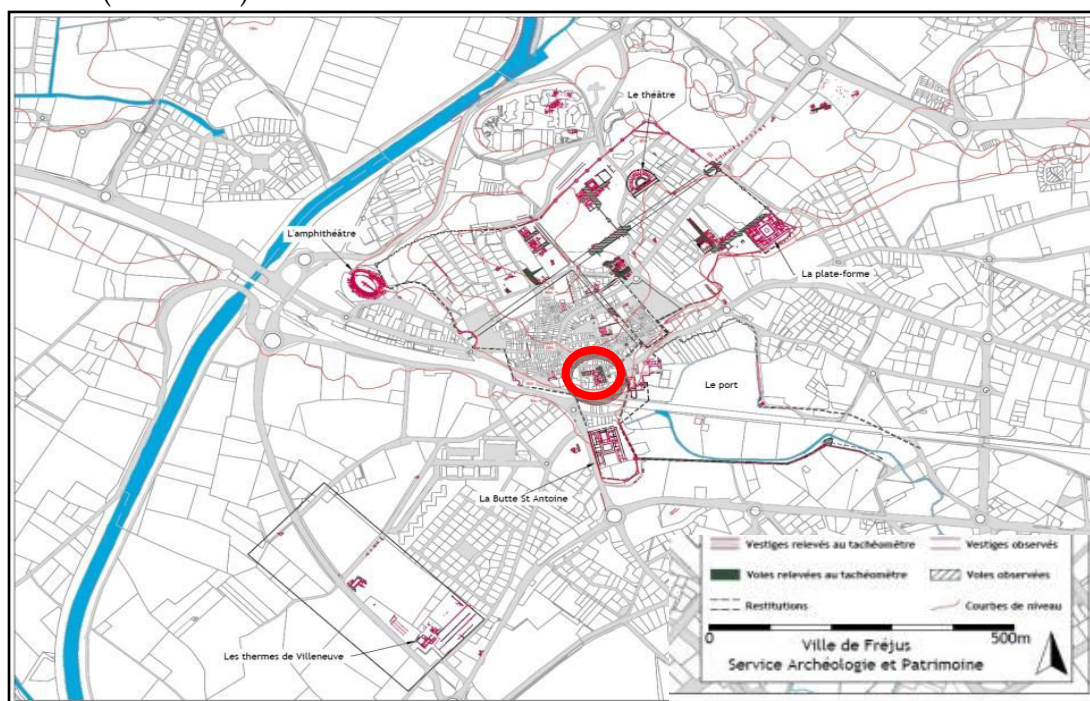 Le théâtre
L'amphithéâtre
La plate-forme
Le port
La Butte St Antoine
Les thermes de Villeneuve
Vestiges relevés au tachéomètre
Vestiges observés
Voies relevées au tachéomètre
Voies observées
Restitutions
Courbes de niveau
0
500m
Ville de Fréjus
Service Archéologie et Patrimoine